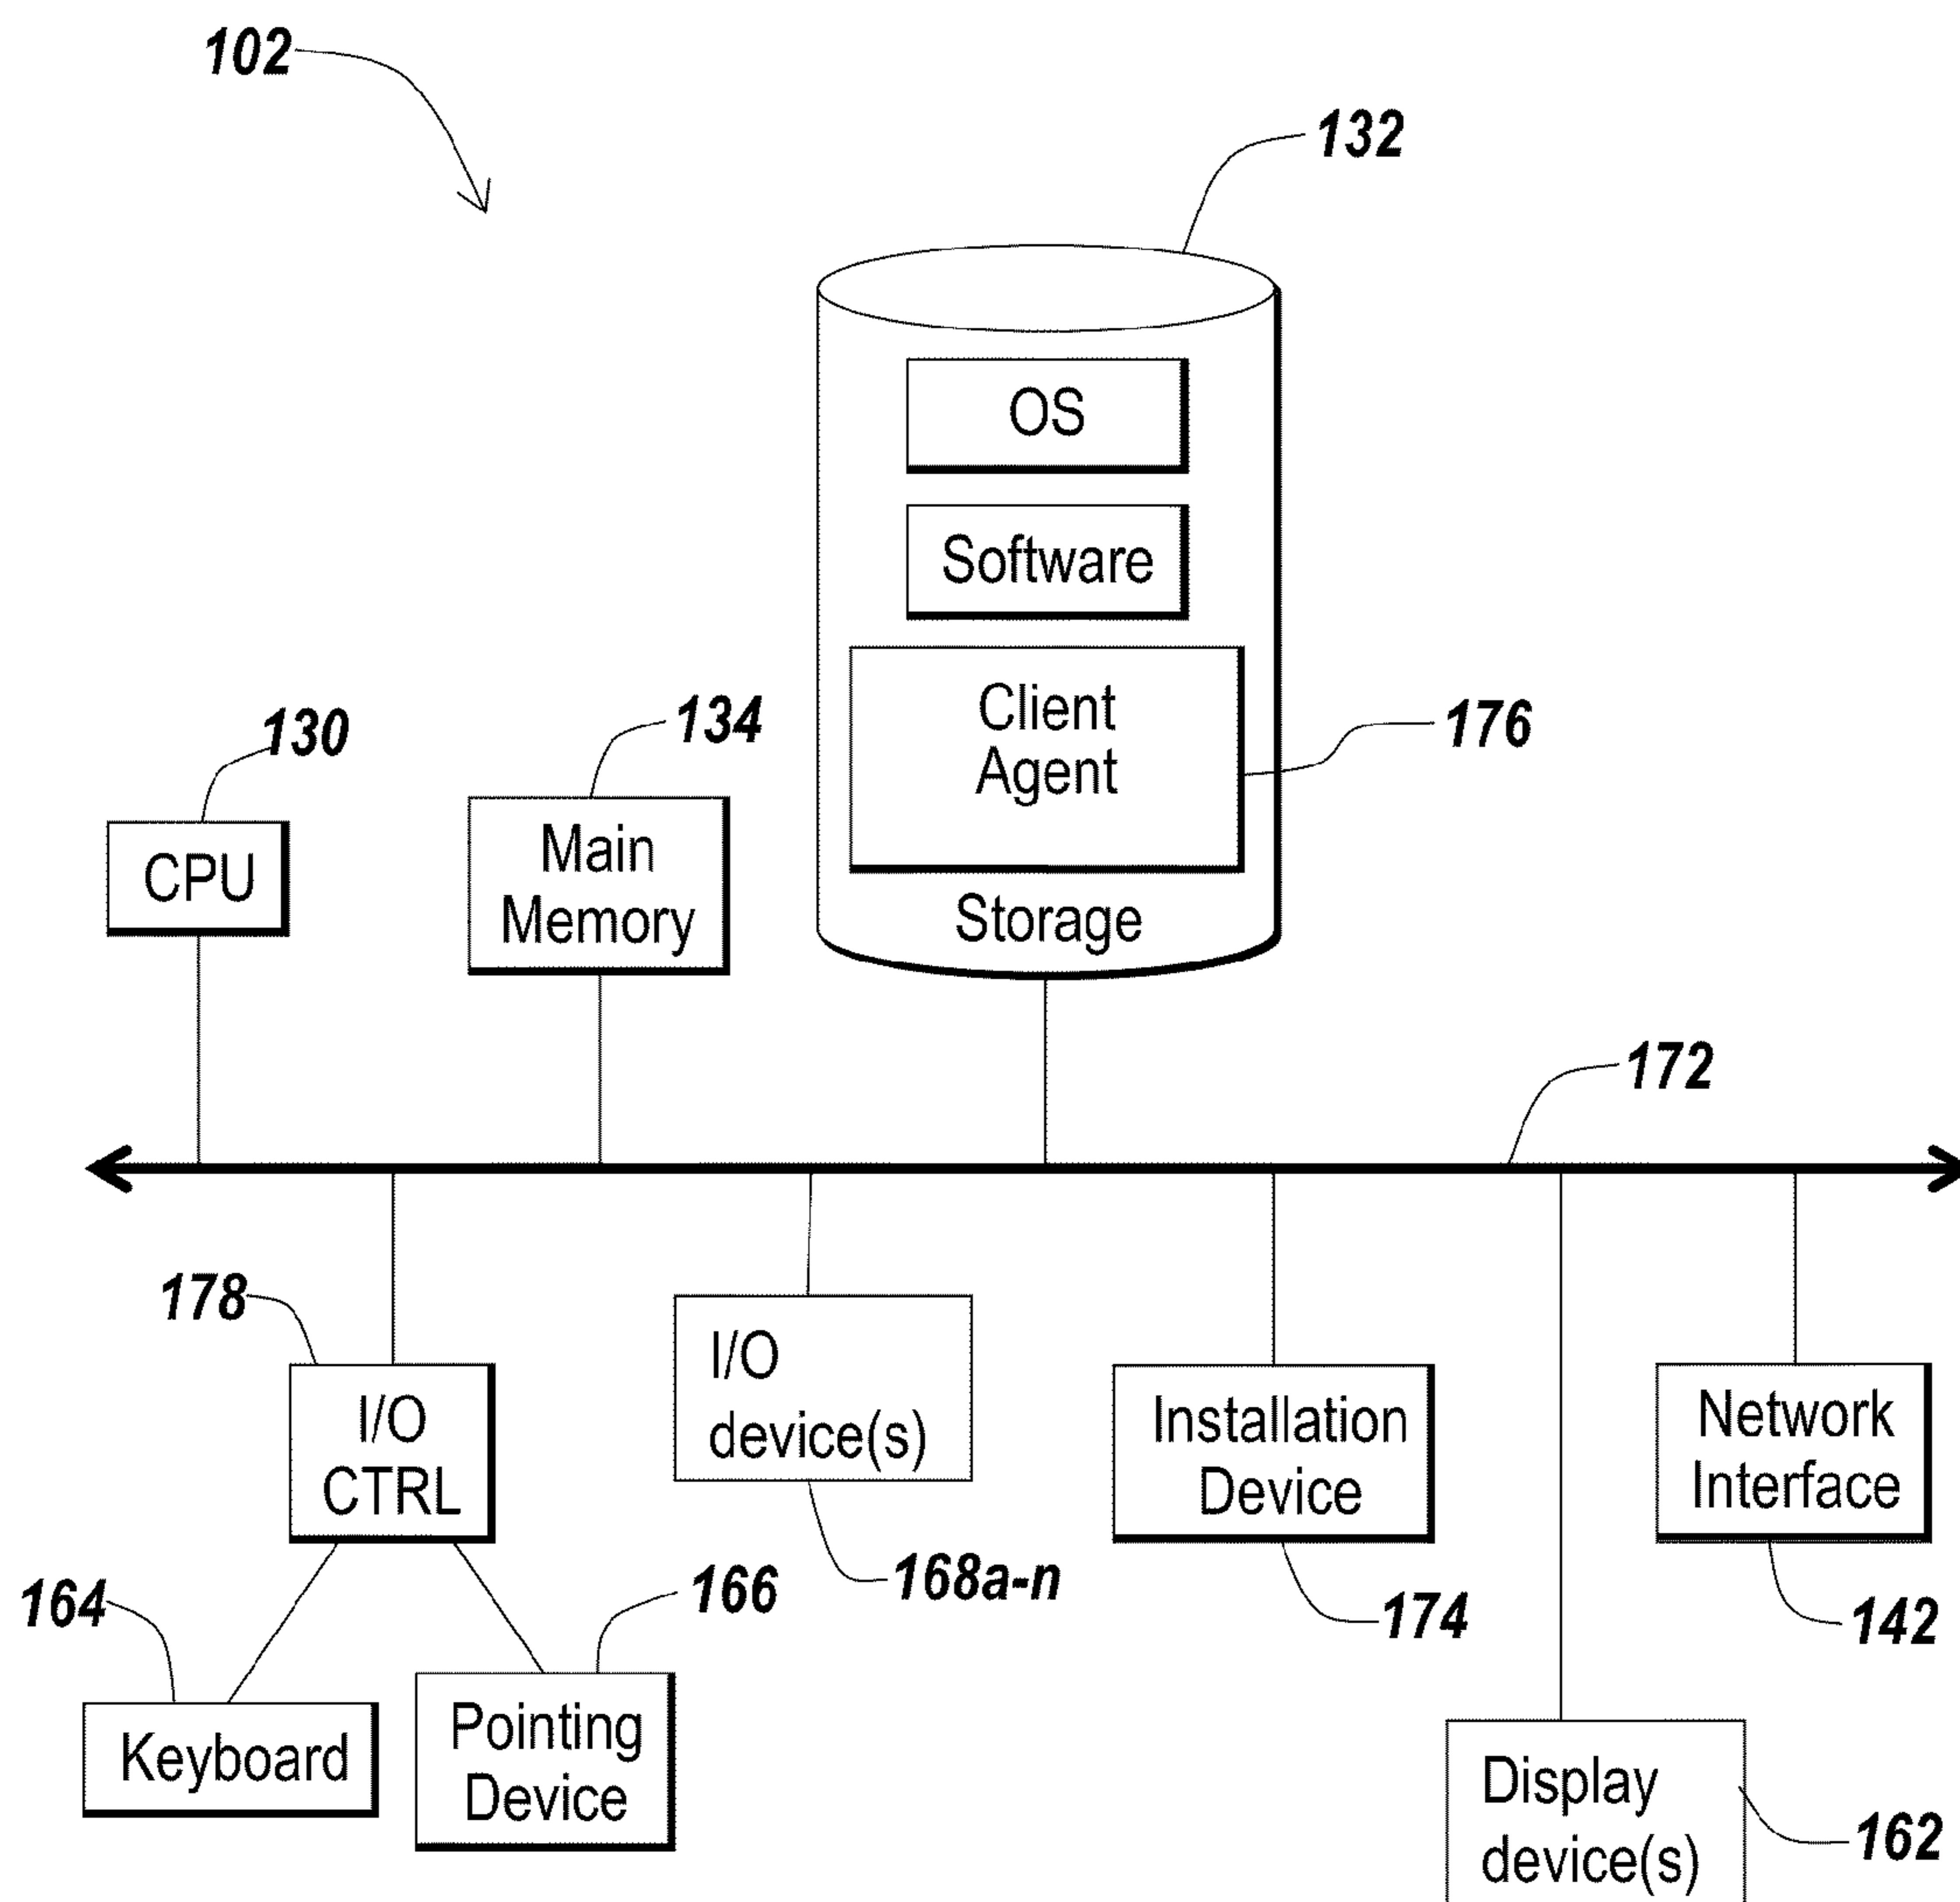 102
132
OS
Software
Client
Agent
176
Storage
130
CPU
134
Main
Memory
172
178
I/O
CTRL
I/O
device(s)
168a-n
Installation
Device
174
Network
Interface
142
164
Keyboard
166
Pointing
Device
Display
device(s)
162